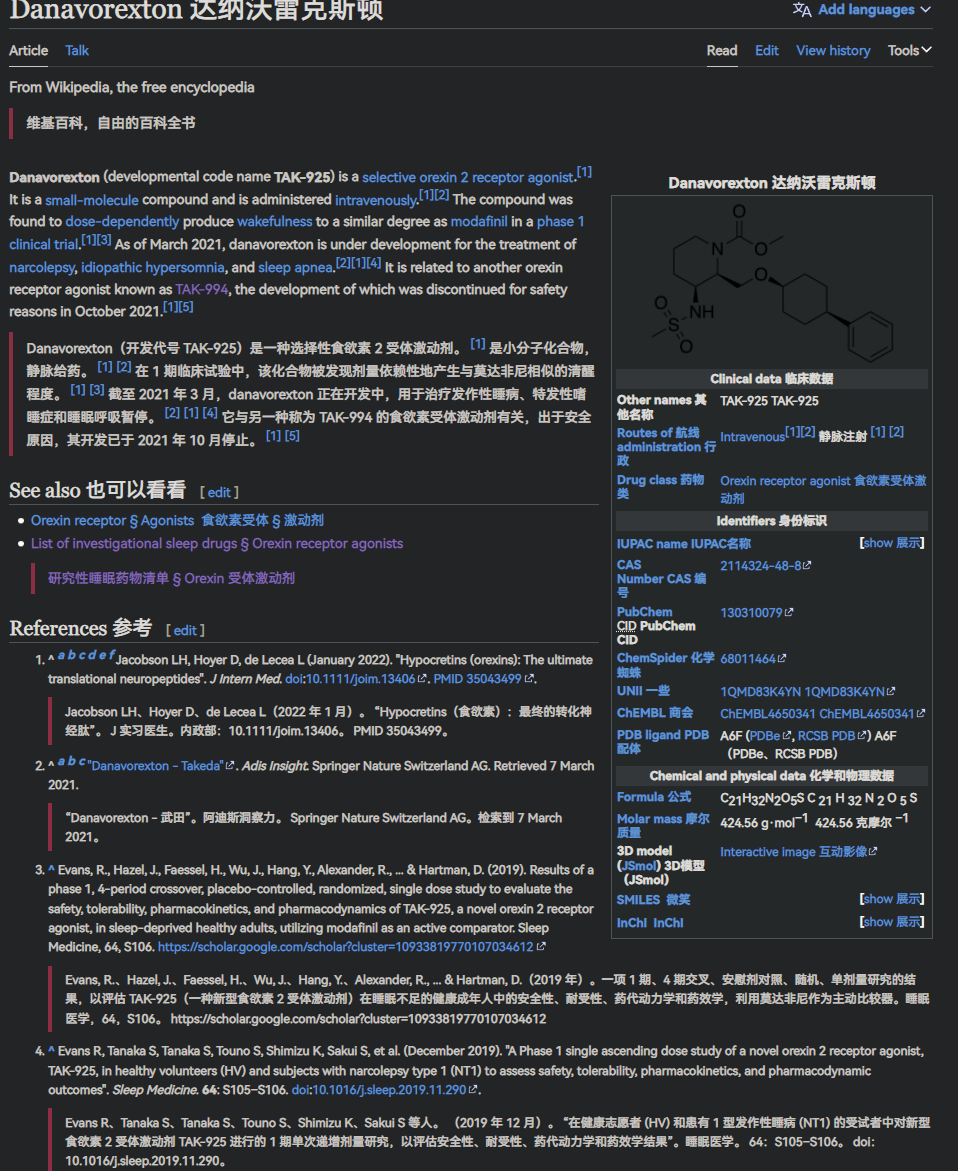 Danavorexton 达纳沃雷克斯顿
Add languages
Article Talk
Read Edit View history Tools
From Wikipedia, the free encyclopedia
维基百科，自由的百科全书
Danavorexton (developmental code name TAK-925) is a selective orexin 2 receptor agonist.[1]
It is a small-molecule compound and is administered intravenously.[1][2] The compound was
found to dose-dependently produce wakefulness to a similar degree as modafinil in a phase 1
clinical trial.[1][3] As of March 2021, danavorexton is under development for the treatment of
narcolepsy, idiopathic hypersomnia, and sleep apnea.[2][1][4] It is related to another orexin
receptor agonist known as TAK-994, the development of which was discontinued for safety
reasons in October 2021.[1][5]
Danavorexton（开发代号 TAK-925）是一种选择性食欲素 2 受体激动剂。 [1] 是小分子化合物，
静脉给药。 [1] [2] 在 1 期临床试验中，该化合物被发现剂量依赖性地产生与莫达非尼相似的清醒
程度。 [1] [3] 截至 2021 年 3 月，danavorexton 正在开发中，用于治疗发作性睡病、特发性嗜
睡症和睡眠呼吸暂停。 [2] [1] [4] 它与另一种称为 TAK-994 的食欲素受体激动剂有关，出于安全
原因，其开发已于 2021 年 10 月停止。 [1] [5]
See also 也可以看看 [ edit ]
Orexin receptor § Agonists 食欲素受体 § 激动剂
List of investigational sleep drugs § Orexin receptor agonists
研究性睡眠药物清单 § Orexin 受体激动剂
References 参考 [ edit ]
1. ^ a b c d e f Jacobson LH, Hoyer D, de Lecea L (January 2022). "Hypocretins (orexins): The ultimate
translational neuropeptides". J Intern Med. doi:10.1111/joim.13406. PMID 35043499.
Jacobson LH、Hoyer D、de Lecea L（2022 年 1 月）。 “Hypocretins（食欲素）：最终的转化神
经肽”。 J 实习医生。内政部：10.1111/joim.13406。 PMID 35043499。
2. ^ a b c "Danavorexton - Takeda". Adis Insight. Springer Nature Switzerland AG. Retrieved 7 March
2021.
“Danavorexton – 武田”。阿迪斯洞察力。 Springer Nature Switzerland AG。检索到 7 March
2021。
3. ^ Evans, R., Hazel, J., Faessel, H., Wu, J., Hang, Y., Alexander, R., ... & Hartman, D. (2019). Results of a
phase 1, 4-period crossover, placebo-controlled, randomized, single dose study to evaluate the
safety, tolerability, pharmacokinetics, and pharmacodynamics of TAK-925, a novel orexin 2 receptor
agonist, in sleep-deprived healthy adults, utilizing modafinil as an active comparator. Sleep
Medicine, 64, S106. https://scholar.google.com/scholar?cluster=10933819770107034612
Evans, R.、Hazel, J.、Faessel, H.、Wu, J.、Hang, Y.、Alexander, R., ... & Hartman, D.（2019 年）。一项 1 期、4 期交叉、安慰剂对照、随机、单剂量研究的结
果，以评估 TAK-925（一种新型食欲素 2 受体激动剂）在睡眠不足的健康成年人中的安全性、耐受性、药代动力学和药效学，利用莫达非尼作为主动比较器。睡眠
医学，64，S106。 https://scholar.google.com/scholar?cluster=10933819770107034612
4. ^ Evans R, Tanaka S, Tanaka S, Touno S, Shimizu K, Sakui S, et al. (December 2019). "A Phase 1 single ascending dose study of a novel orexin 2 receptor agonist,
TAK-925, in healthy volunteers (HV) and subjects with narcolepsy type 1 (NT1) to assess safety, tolerability, pharmacokinetics, and pharmacodynamic
outcomes". Sleep Medicine. 64: S105–S106. doi:10.1016/j.sleep.2019.11.290.
Evans R、Tanaka S、Tanaka S、Touno S、Shimizu K、Sakui S 等人。 （2019 年 12 月）。 “在健康志愿者 (HV) 和患有 1 型发作性睡病 (NT1) 的受试者中对新型
食欲素 2 受体激动剂 TAK-925 进行的 1 期单次递增剂量研究，以评估安全性、耐受性、药代动力学和药效学结果”。睡眠医学。 64：S105–S106。 doi：
10.1016/j.sleep.2019.11.290。
Danavorexton 达纳沃雷克斯顿
O
N
O
O
O
NH
S
O
Clinical data 临床数据
Other names 其他名称 TAK-925 TAK-925
Routes of 航线
administration 行政 Intravenous[1][2] 静脉注射 [1] [2]
Drug class 药物类 Orexin receptor agonist 食欲素受体激动剂
Identifiers 身份标识
IUPAC name IUPAC名称 [show 展示]
CAS
Number CAS 编号 2114324-48-8
PubChem
CID PubChem
CID 130310079
ChemSpider 化学蜘蛛 68011464
UNII 一些 1QMD83K4YN 1QMD83K4YN
ChEMBL 商会 ChEMBL4650341 ChEMBL4650341
PDB ligand PDB 配体 A6F (PDBe, RCSB PDB) A6F
（PDBe、RCSB PDB）
Chemical and physical data 化学和物理数据
Formula 公式 C21H32N2O5S C 21 H 32 N 2 O 5 S
Molar mass 摩尔质量 424.56 g·mol−1 424.56 克摩尔 −1
3D model
(JSmol) 3D模型
（JSmol） Interactive image 互动影像
SMILES 微笑 [show 展示]
InChI InChI [show 展示]